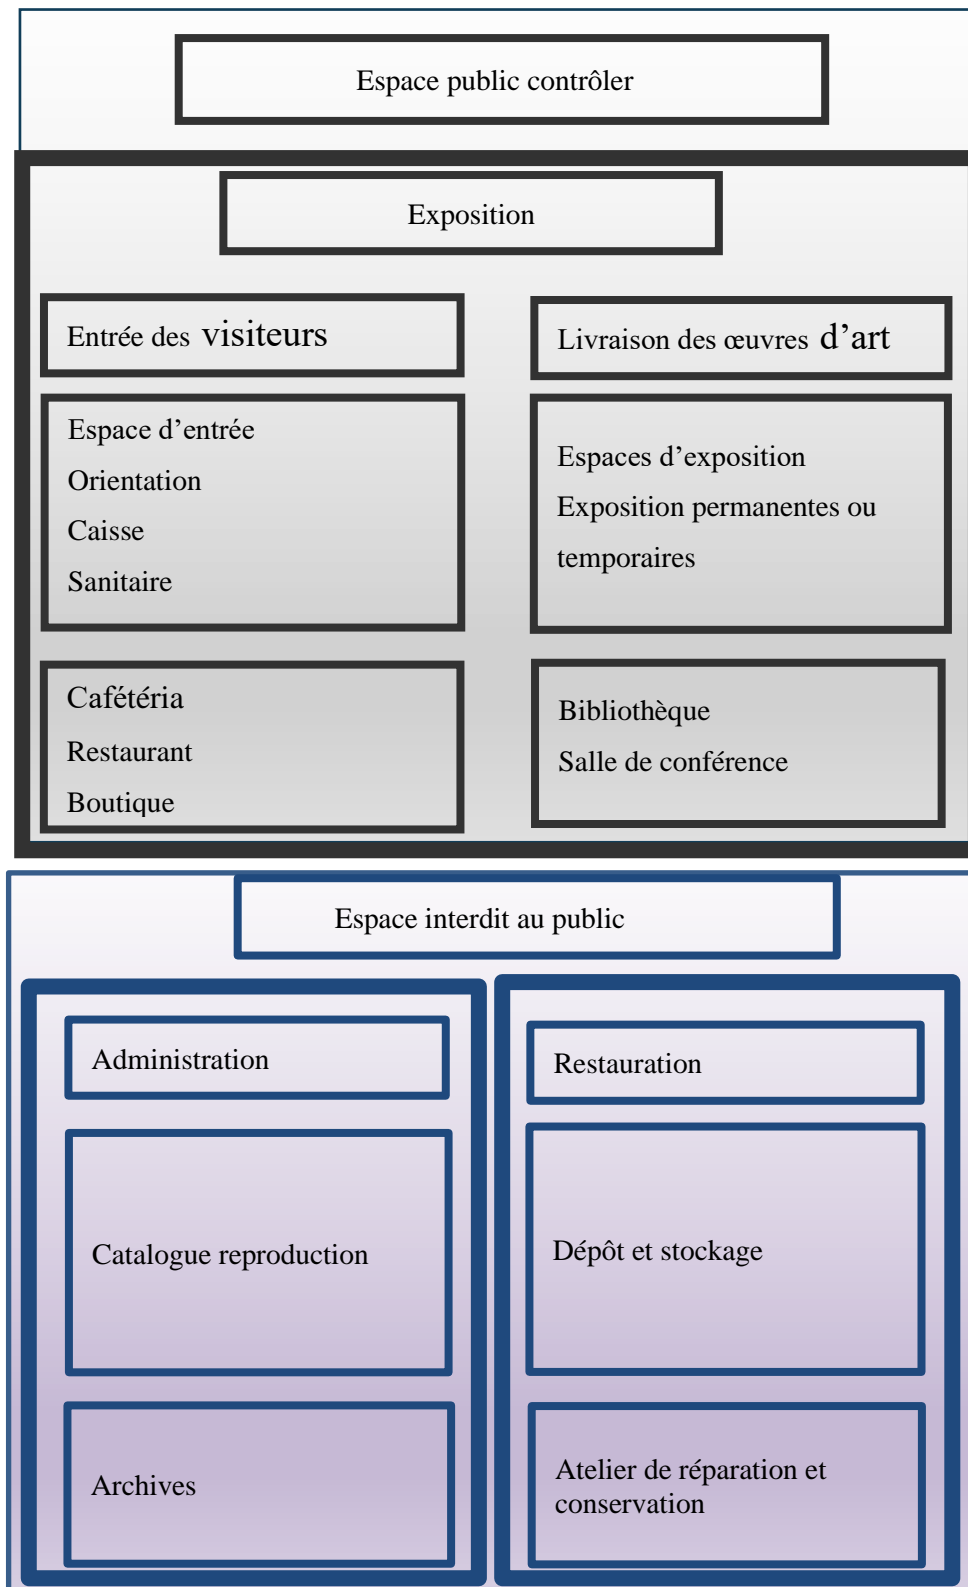 Espace public contrôler
Exposition
Entrée des visiteurs
Livraison des œuvres d’art
Espace d’entrée
Orientation
Caisse
Sanitaire
Espaces d’exposition
Exposition permanentes ou
temporaires
Cafétéria
Restaurant
Boutique
Bibliothèque
Salle de conférence
Espace interdit au public
Administration
Restauration
Catalogue reproduction
Dépôt et stockage
Archives
Atelier de réparation et
conservation